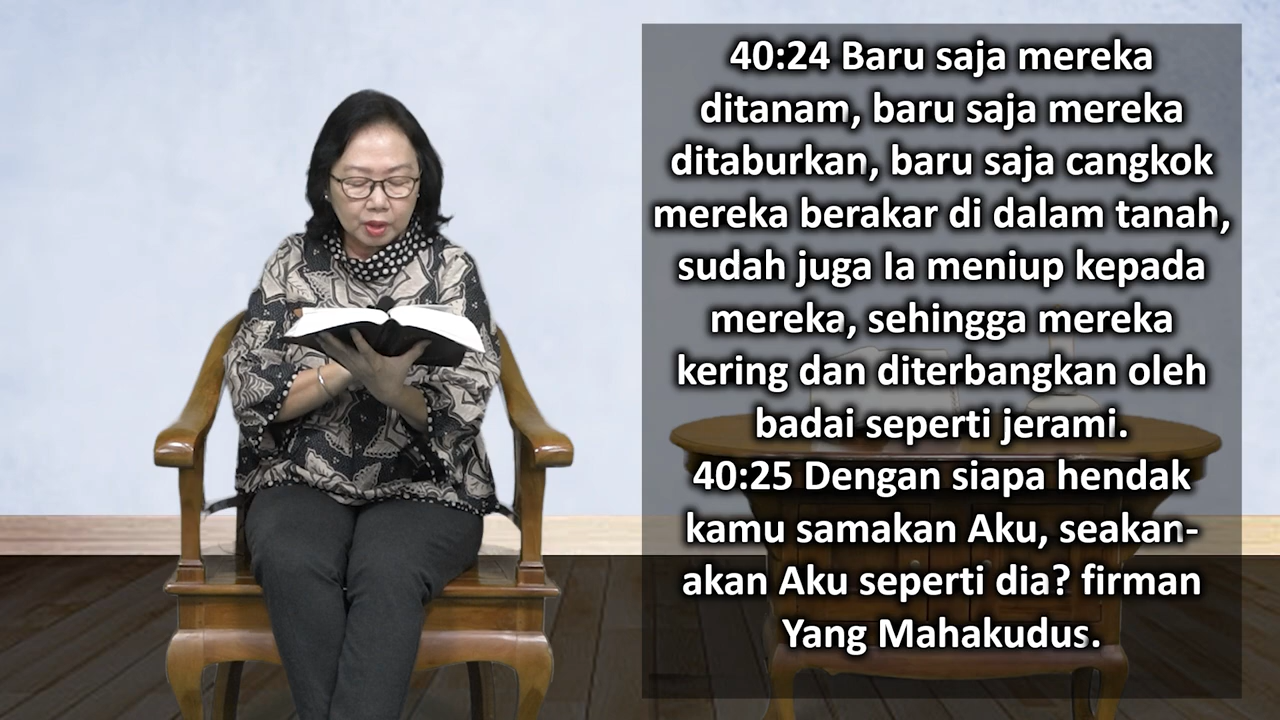 40:24 Baru saja mereka
ditanam, baru saja mereka
ditaburkan, baru saja cangkok
mereka berakar di dalam tanah,
sudah juga Ia meniup kepada
mereka, sehingga mereka
kering dan diterbangkan oleh
badai seperti jerami.
40:25 Dengan siapa hendak
kamu samakan Aku, seakan-
akan Aku seperti dia? firman
Yang Mahakudus.